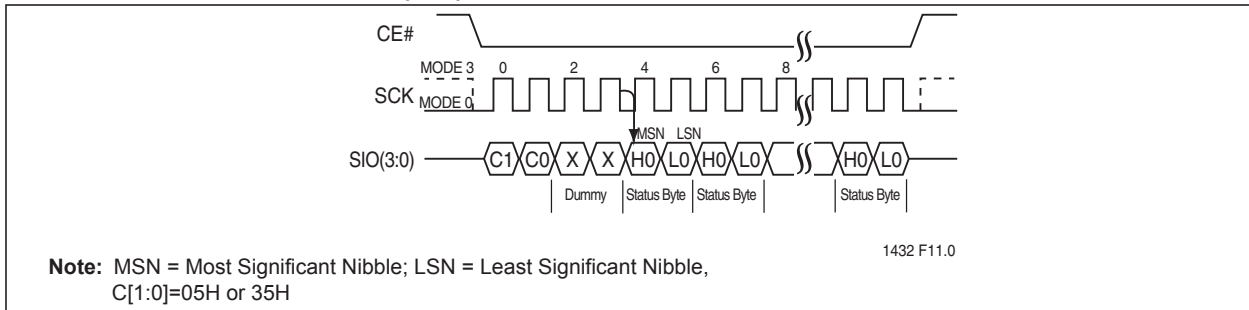 CE#
MODE 3 0 2 4 6 8
SCK MODE 0
MSN LSN
SIO(3:0) C1 C0 X X H0 L0 H0 L0 H0 L0
Dummy Status Byte Status Byte Status Byte
1432 F11.0
Note: MSN = Most Significant Nibble; LSN = Least Significant Nibble,
C[1:0]=05H or 35H